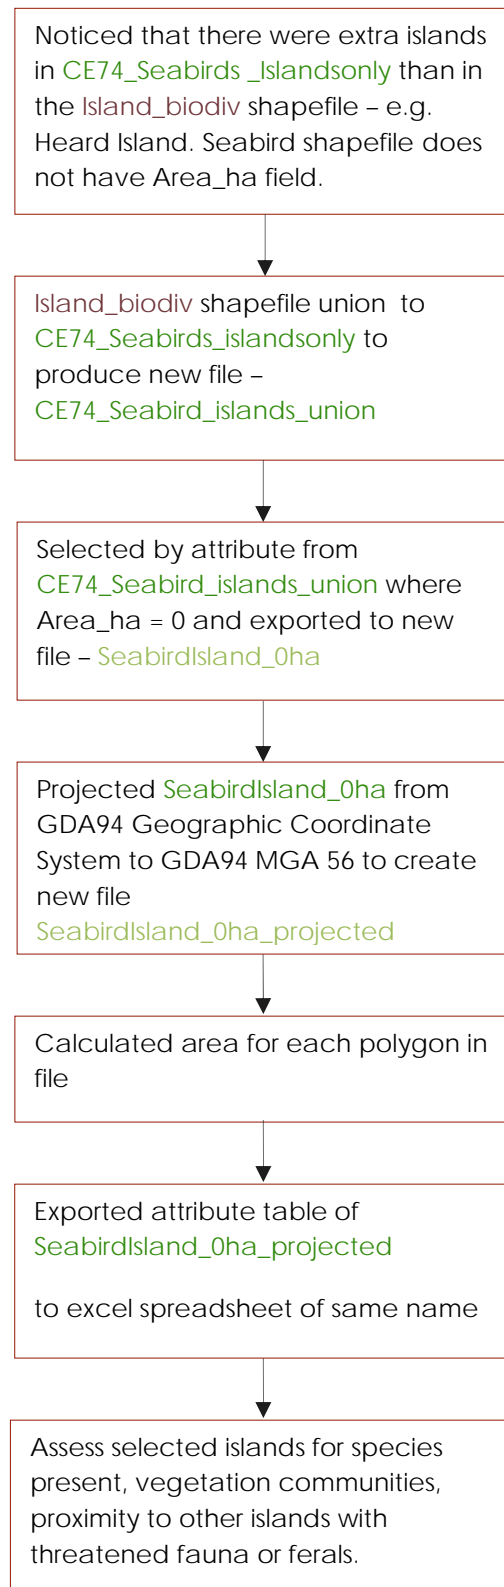 Noticed that there were extra islands
in CE74_Seabirds _Islandsonly than in
the Island_biodiv shapefile – e.g.
Heard Island. Seabird shapefile does
not have Area_ha field.
Island_biodiv shapefile union to
CE74_Seabirds_islandsonly to
produce new file –
CE74_Seabird_islands_union
Selected by attribute from
CE74_Seabird_islands_union where
Area_ha = 0 and exported to new
file – SeabirdIsland_0ha
Projected SeabirdIsland_0ha from
GDA94 Geographic Coordinate
System to GDA94 MGA 56 to create
new file
SeabirdIsland_0ha_projected
Calculated area for each polygon in
file
Exported attribute table of
SeabirdIsland_0ha_projected
to excel spreadsheet of same name
Assess selected islands for species
present, vegetation communities,
proximity to other islands with
threatened fauna or ferals.